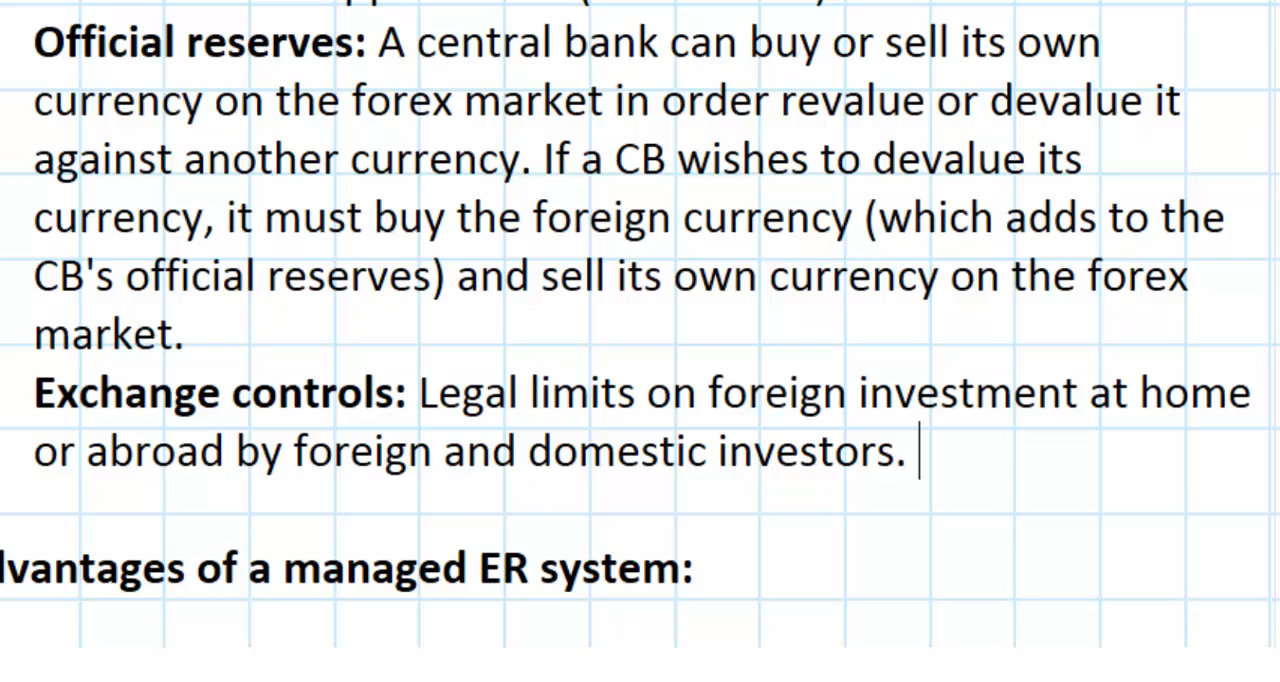 Official reserves: A central bank can buy or sell its own
currency on the forex market in order revalue or devalue it
against another currency. If a CB wishes to devalue its
currency, it must buy the foreign currency (which adds to the
CB's official reserves) and sell its own currency on the forex
market.
Exchange controls: Legal limits on foreign investment at home
or abroad by foreign and domestic investors.
dvantages of a managed ER system: